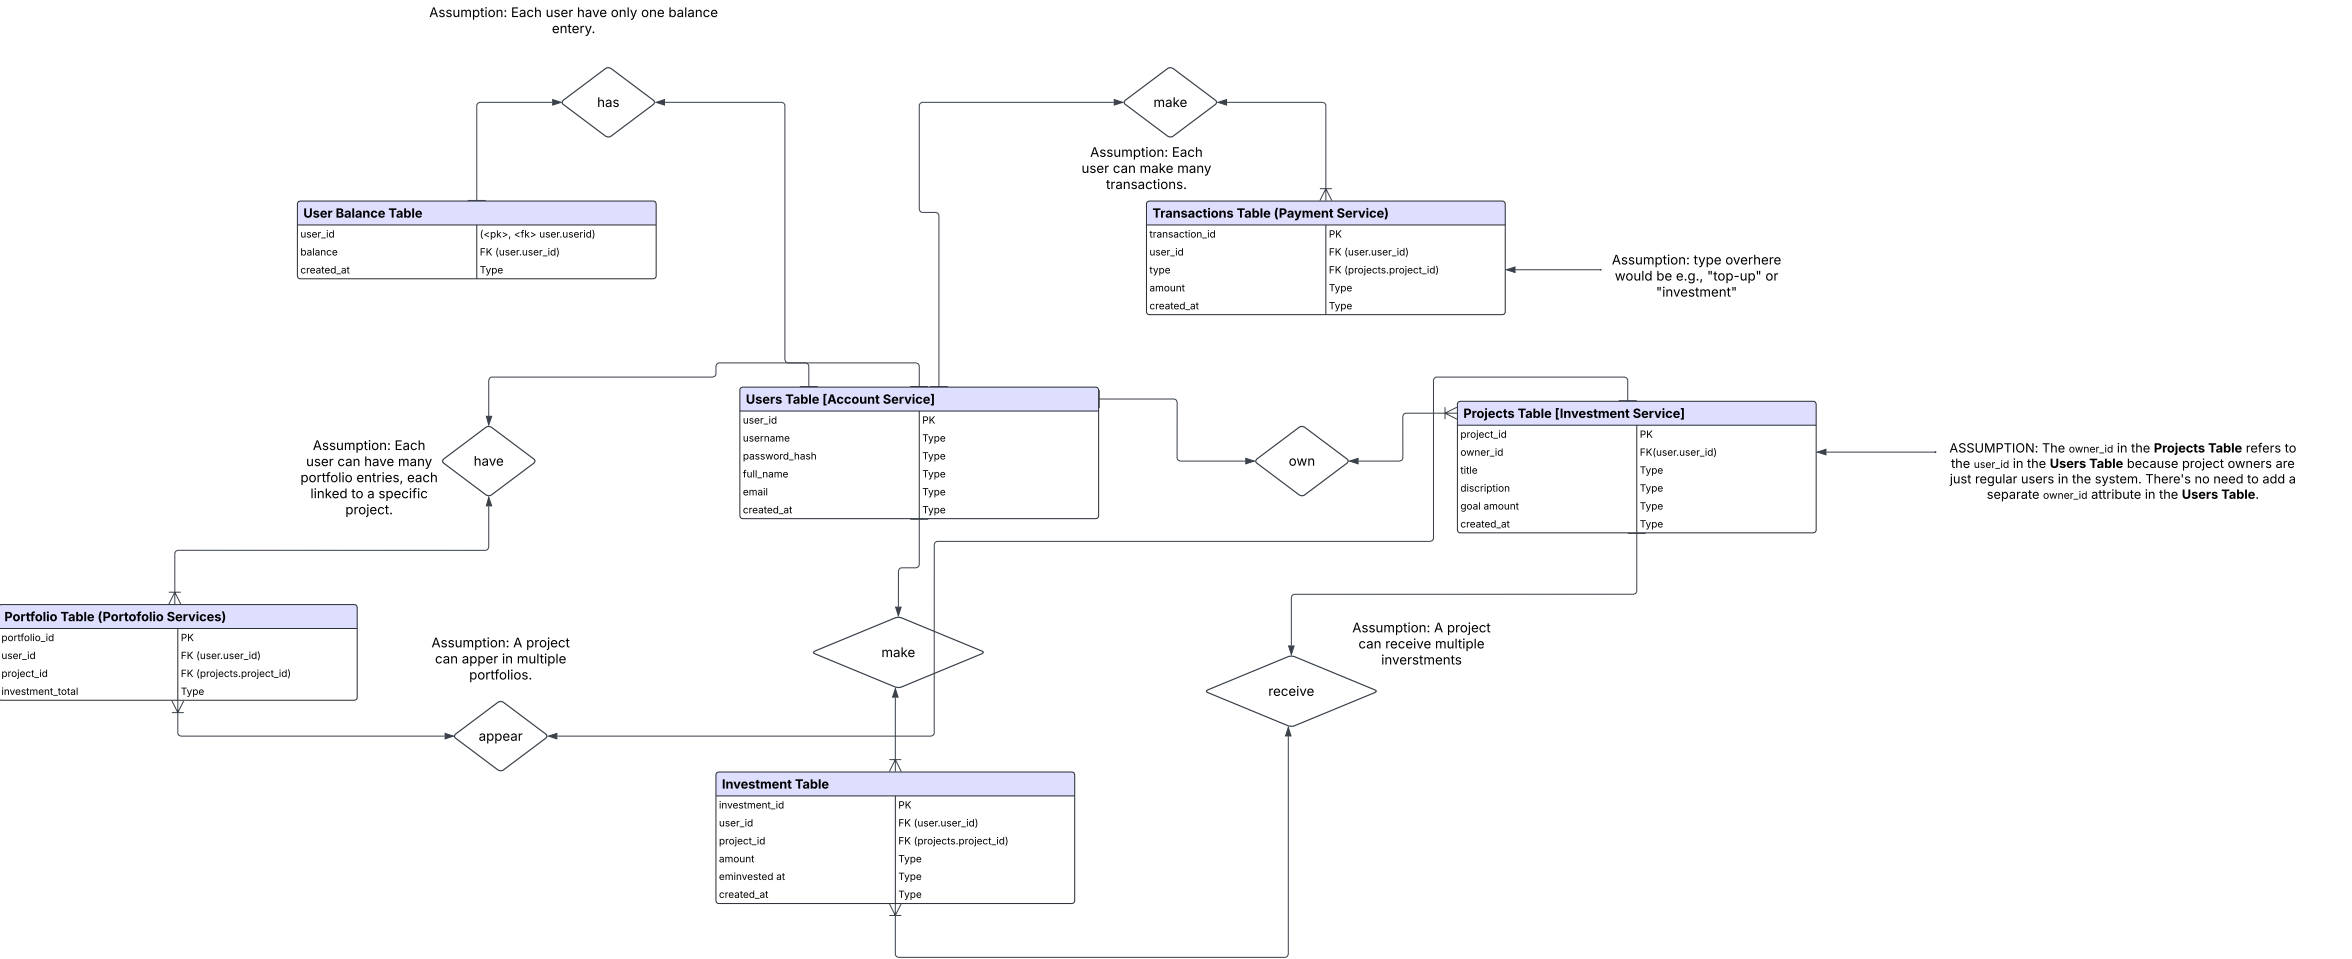 Assumption: Each user have only one balance
entery.
has
make
Assumption: Each
user can make many
transactions.
User Balance Table
user_id (<pk>, <fk> user.userid)
balance FK (user.user_id)
created_at Type
Transactions Table (Payment Service)
transaction_id PK
user_id FK (user.user_id)
type FK (projects.project_id)
amount Type
created_at Type
Assumption: type overhere
would be e.g., "top-up" or
"investment"
Users Table [Account Service]
user_id PK
username Type
password_hash Type
full_name Type
email Type
created_at Type
Projects Table [Investment Service]
project_id PK
owner_id FK(user.user_id)
title Type
discription Type
goal amount Type
created_at Type
ASSUMPTION: The owner_id in the Projects Table refers to
the user_id in the Users Table because project owners are
just regular users in the system. There's no need to add a
separate owner_id attribute in the Users Table.
Assumption: Each
user can have many
portfolio entries, each
linked to a specific
project.
have
own
Portfolio Table (Portofolio Services)
portfolio_id PK
user_id FK (user.user_id)
project_id FK (projects.project_id)
investment_total Type
Assumption: A project
can apper in multiple
portfolios.
make
Assumption: A project
can receive multiple
inverstments
receive
appear
Investment Table
investment_id PK
user_id FK (user.user_id)
project_id FK (projects.project_id)
amount Type
eminvested at Type
created_at Type